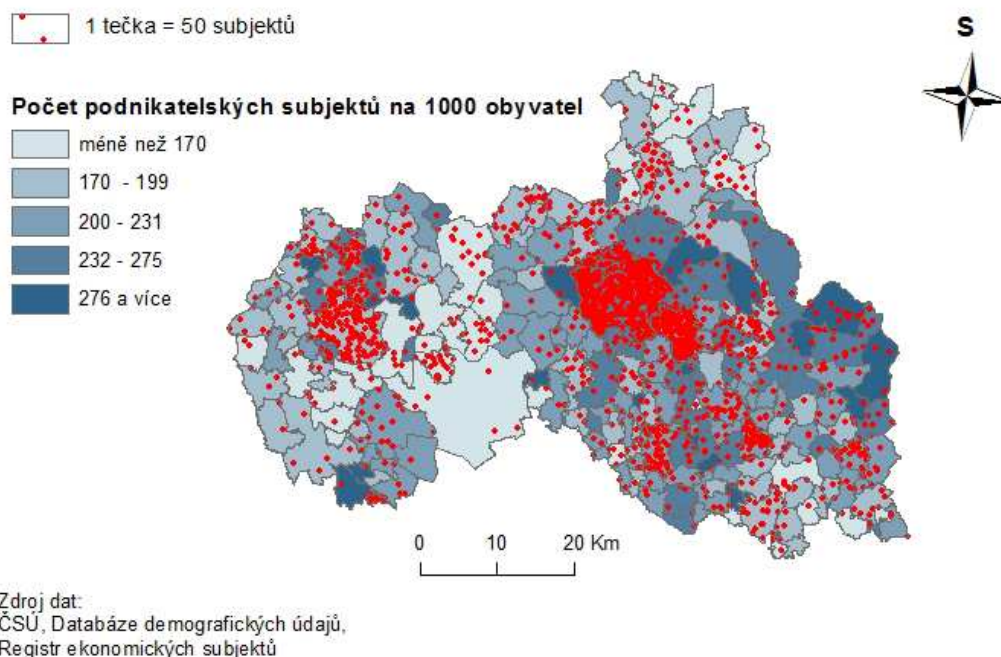 1 tečka = 50 subjektů
S
Počet podnikatelských subjektů na 1000 obyvatel
méně než 170
170 - 199
200 - 231
232 - 275
276 a více
0 10 20 Km
Zdroj dat:
ČSÚ, Databáze demografických údajů,
Registr ekonomických subjektů